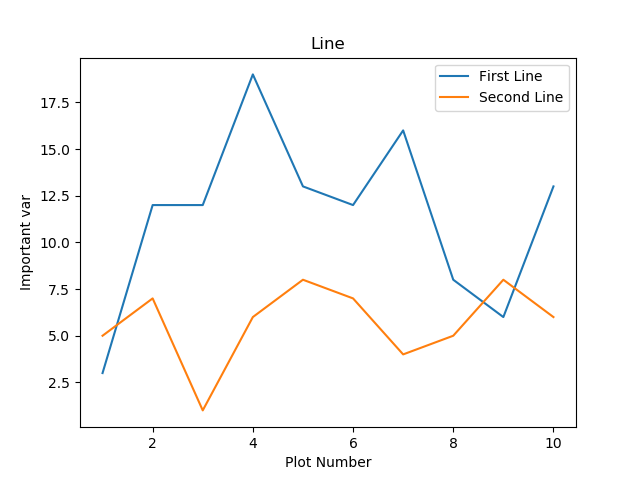 Line
First Line
Second Line
Important var
17.5
15.0
12.5
10.0
7.5
5.0
2.5
2 4 6 8 10
Plot Number